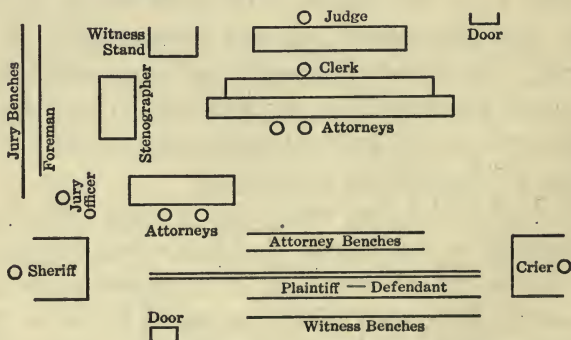 Judge
Witness
Stand
Door
Clerk
Jury Benches
Foreman
Stenographer
Attorneys
Jury
Officer
Attorneys
Attorney Benches
Sheriff
Crier
Plaintiff — Defendant
Door
Witness Benches